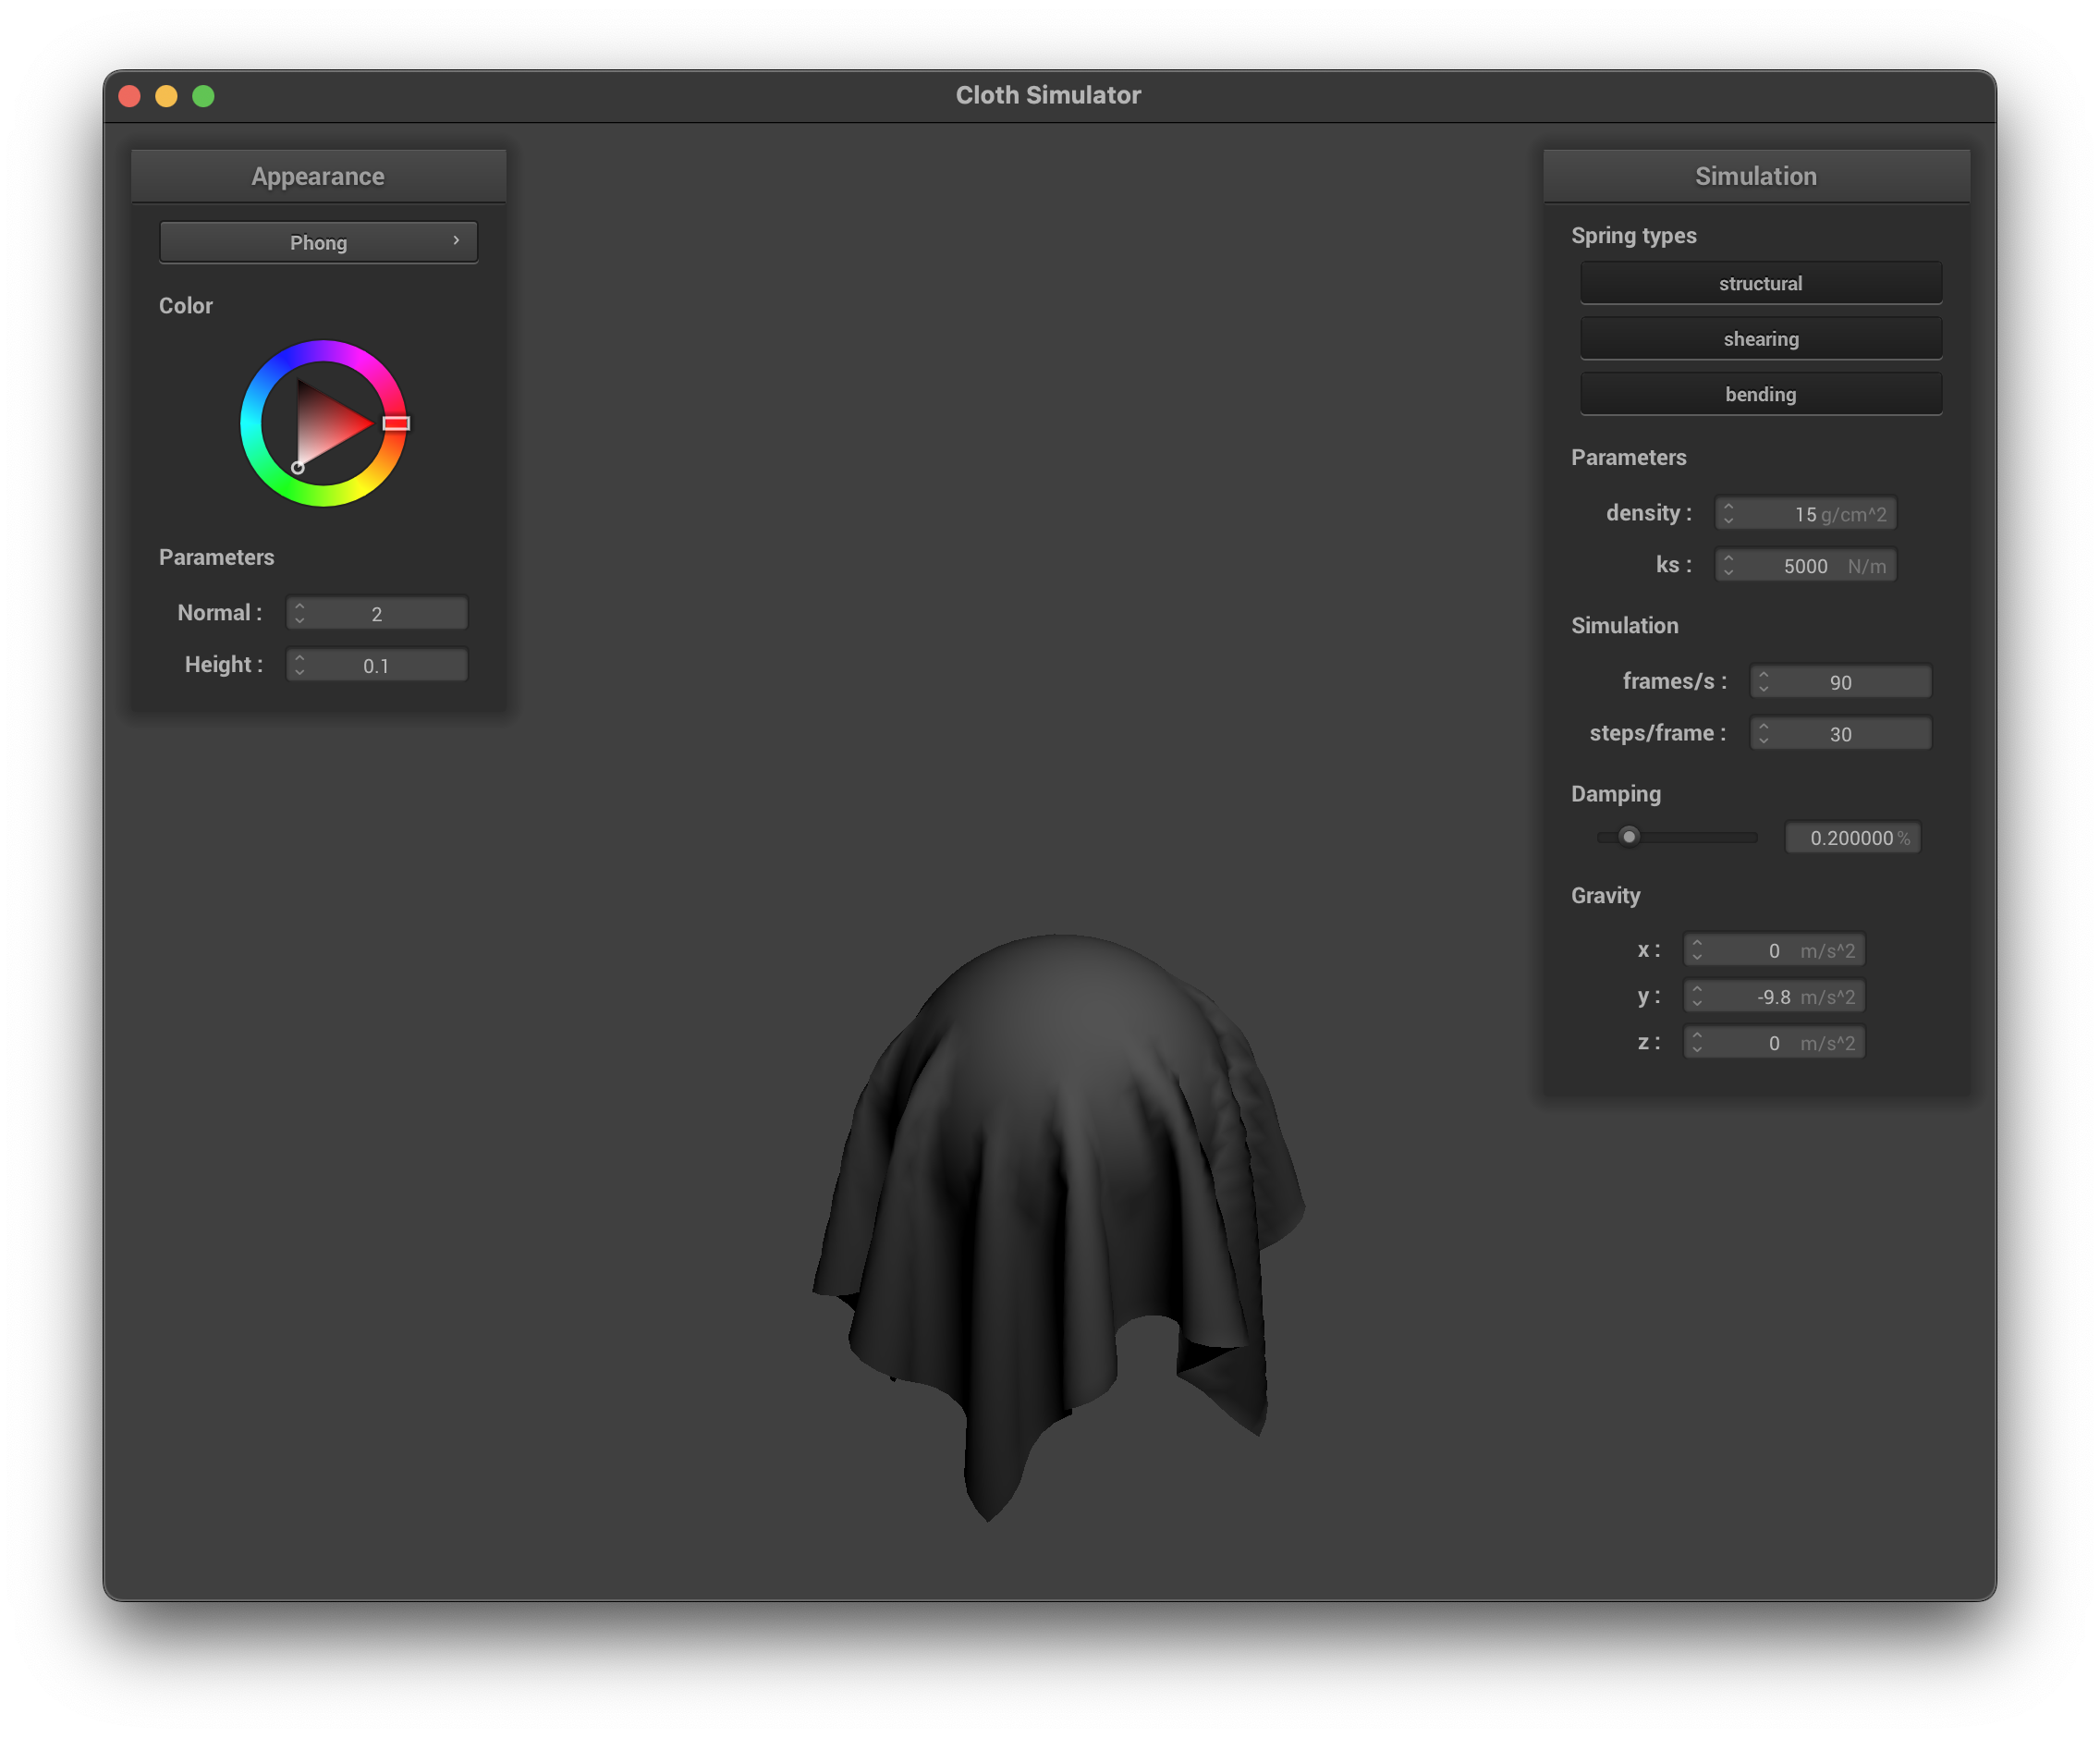 Cloth Simulator
Appearance
Phong
Color
Parameters
Normal : 2
Height : 0.1
Simulation
Spring types
structural
shearing
bending
Parameters
density : 15 g/cm^2
ks : 5000 N/m
Simulation
frames/s : 90
steps/frame : 30
Damping
0.200000 %
Gravity
x : 0 m/s^2
y : -9.8 m/s^2
z : 0 m/s^2